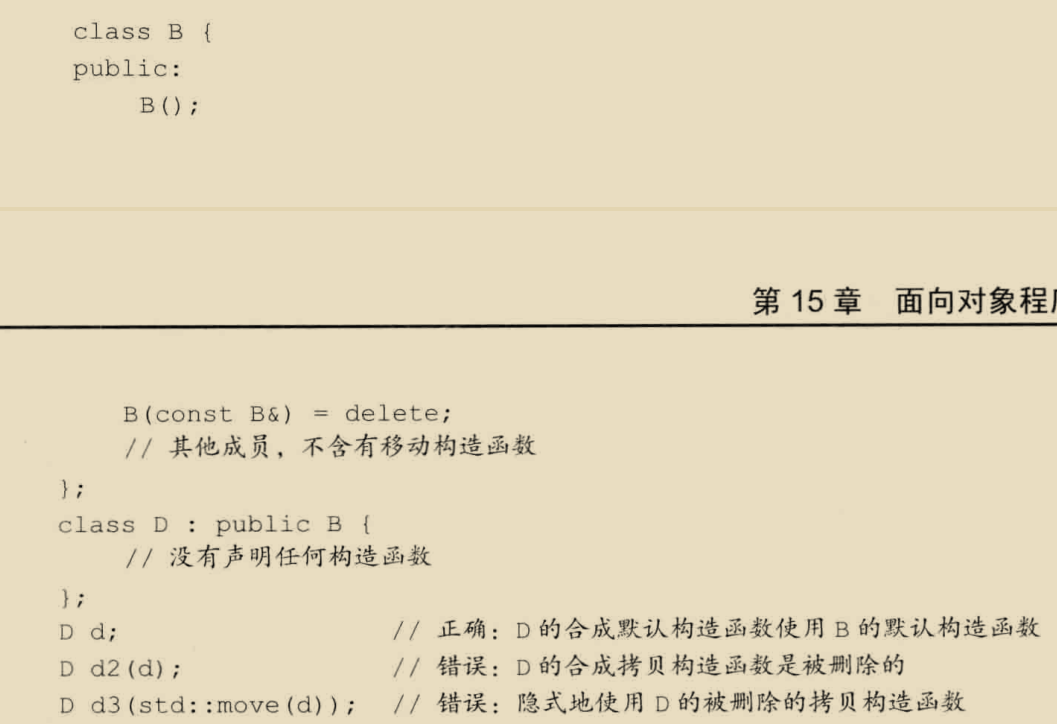 class B {
public:
B();
第 15 章 面向对象程
B(const B&) = delete;
// 其他成员，不含有移动构造函数
};
class D : public B {
// 没有声明任何构造函数
};
D d; // 正确：D 的合成默认构造函数使用 B 的默认构造函数
D d2(d); // 错误：D 的合成拷贝构造函数是被删除的
D d3(std::move(d)); // 错误：隐式地使用 D 的被删除的拷贝构造函数